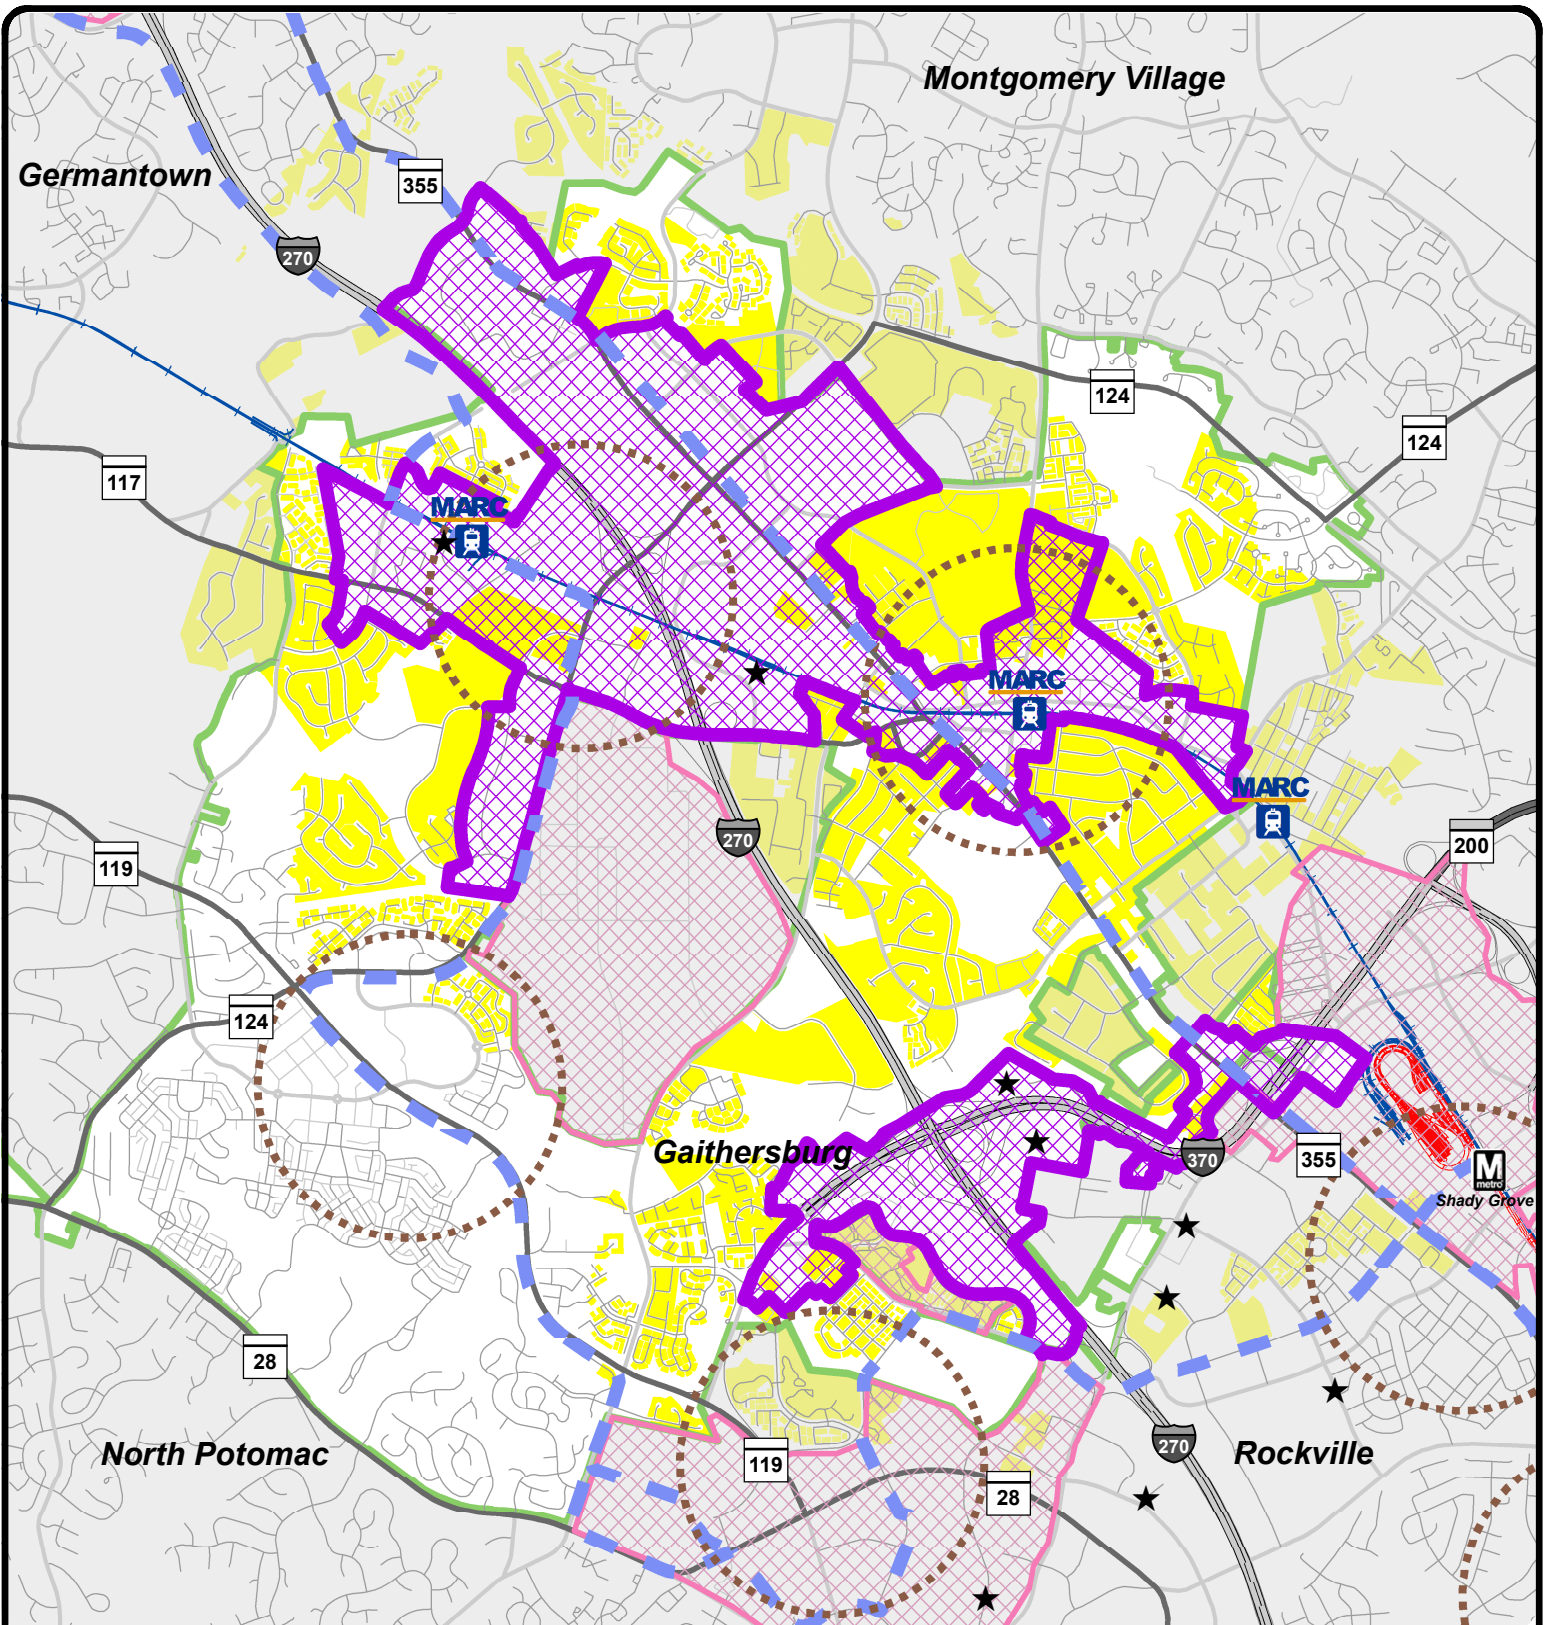 Montgomery Village
Germantown
355
270
124
124
117
MARC
MARC
MARC
270
200
119
124
Gaithersburg
370
355
M
metro
Shady Grove
28
North Potomac
119
270
Rockville
28